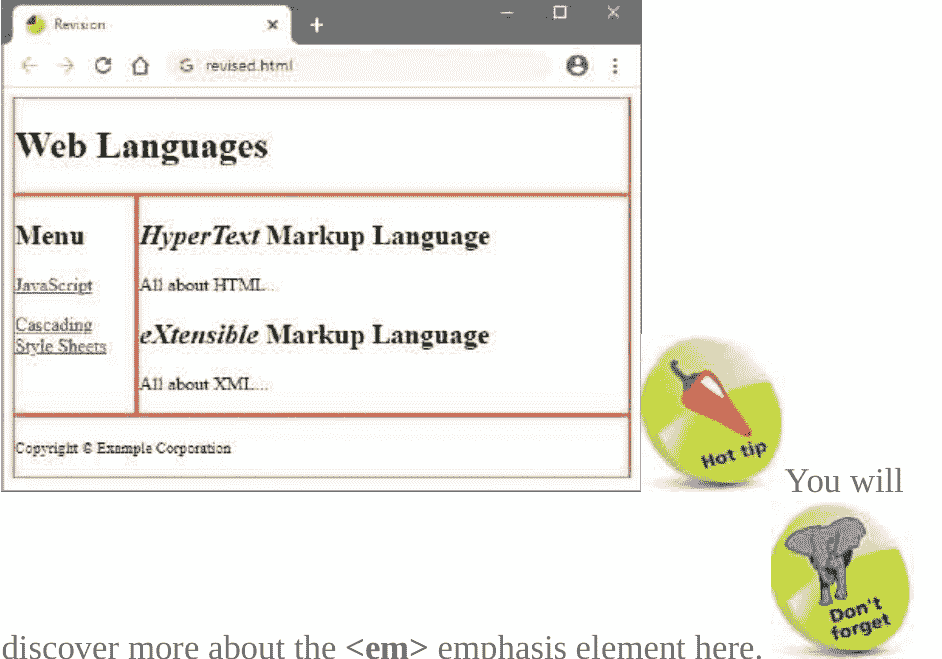 Revision
revised.html
Web Languages
Menu
JavaScript
Cascading
Style Sheets
HyperText Markup Language
All about HTML...
eXtensible Markup Language
All about XML...
Copyright © Example Corporation
Hot tip
You will
Don't
forget
discover more about the <em> emphasis element here.